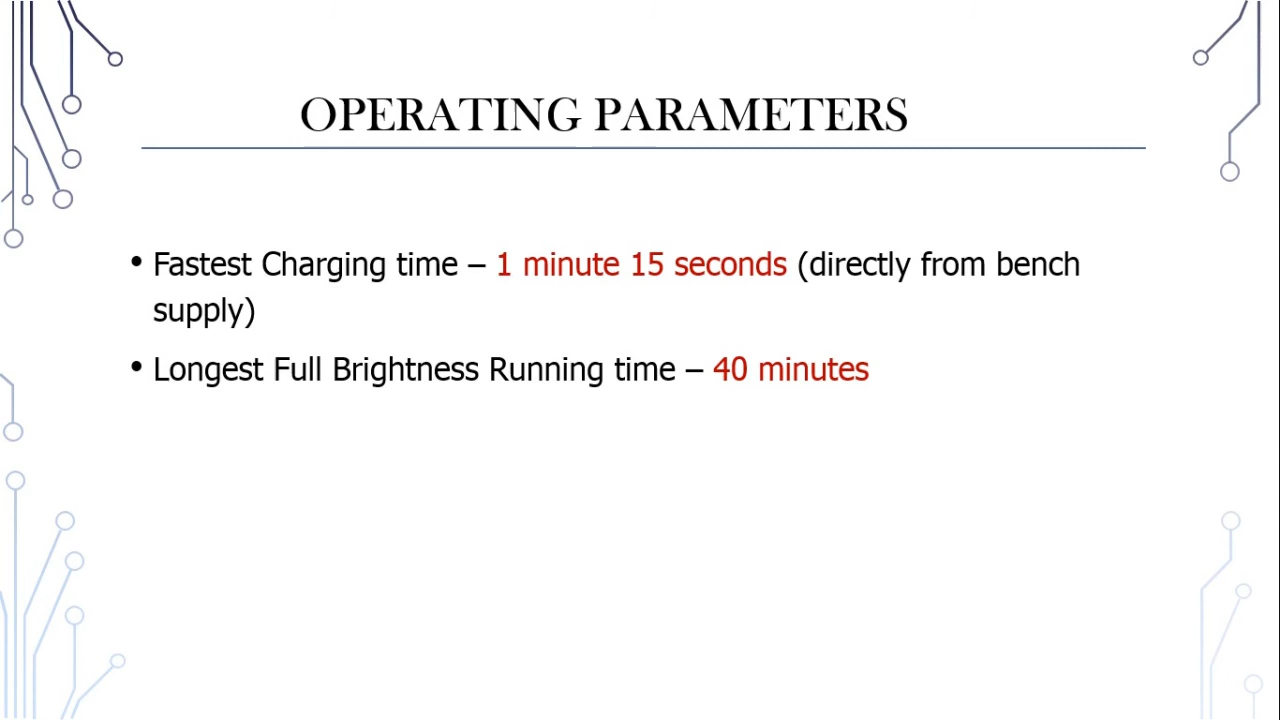 OPERATING PARAMETERS
• Fastest Charging time – 1 minute 15 seconds (directly from bench
supply)
• Longest Full Brightness Running time – 40 minutes